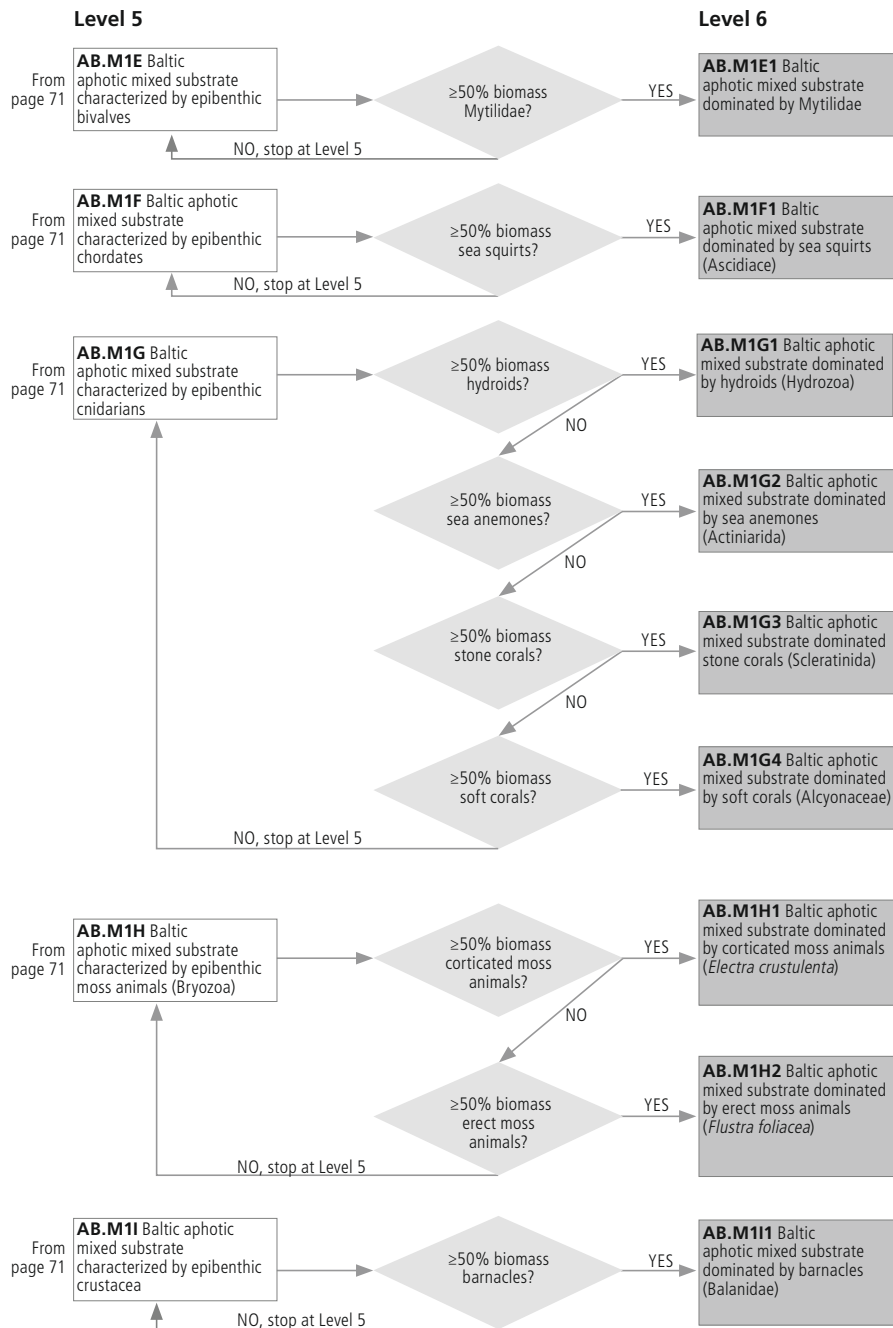 Level 5
Level 6
From
page 71
AB.M1E Baltic
aphotic mixed substrate
characterized by epibenthic
bivalves
≥50% biomass
Mytilidae?
YES
AB.M1E1 Baltic
aphotic mixed substrate
dominated by Mytilidae
NO, stop at Level 5
From
page 71
AB.M1F Baltic aphotic
mixed substrate
characterized by epibenthic
chordates
≥50% biomass
sea squirts?
YES
AB.M1F1 Baltic
aphotic mixed substrate
dominated by sea squirts
(Ascidiace)
NO, stop at Level 5
From
page 71
AB.M1G Baltic
aphotic mixed substrate
characterized by epibenthic
cnidarians
≥50% biomass
hydroids?
YES
AB.M1G1 Baltic aphotic
mixed substrate dominated
by hydroids (Hydrozoa)
NO
≥50% biomass
sea anemones?
YES
AB.M1G2 Baltic aphotic
mixed substrate dominated
by sea anemones
(Actiniarida)
NO
≥50% biomass
stone corals?
YES
AB.M1G3 Baltic aphotic
mixed substrate dominated
stone corals (Scleratinida)
NO
≥50% biomass
soft corals?
YES
AB.M1G4 Baltic aphotic
mixed substrate dominated
by soft corals (Alcyonaceae)
NO, stop at Level 5
From
page 71
AB.M1H Baltic
aphotic mixed substrate
characterized by epibenthic
moss animals (Bryozoa)
≥50% biomass
corticated moss
animals?
YES
AB.M1H1 Baltic aphotic
mixed substrate dominated
by corticated moss animals
(Electra crustulenta)
NO
≥50% biomass
erect moss
animals?
YES
AB.M1H2 Baltic aphotic
mixed substrate dominated
by erect moss animals
(Flustra foliacea)
NO, stop at Level 5
From
page 71
AB.M1I Baltic aphotic
mixed substrate
characterized by epibenthic
crustacea
≥50% biomass
barnacles?
YES
AB.M1I1 Baltic
aphotic mixed substrate
dominated by barnacles
(Balanidae)
NO, stop at Level 5